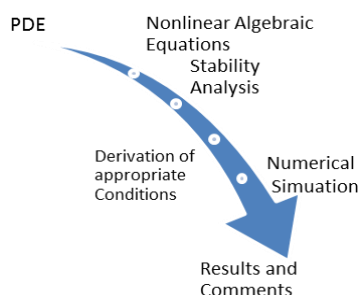 PDE
Nonlinear Algebraic
Equations
Stability
Analysis
Derivation of
appropriate
Conditions
Numerical
Simuation
Results and
Comments